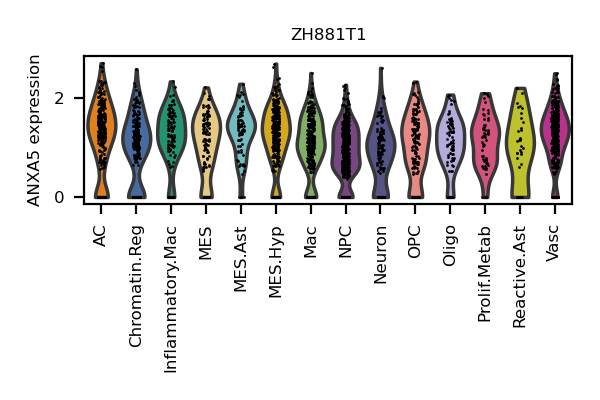 ZH881T1
ANXA5 expression
2
0
AC
Chromatin.Reg
Inflammatory.Mac
MES
MES.Ast
MES.Hyp
Mac
NPC
Neuron
OPC
Oligo
Prolif.Metab
Reactive.Ast
Vasc